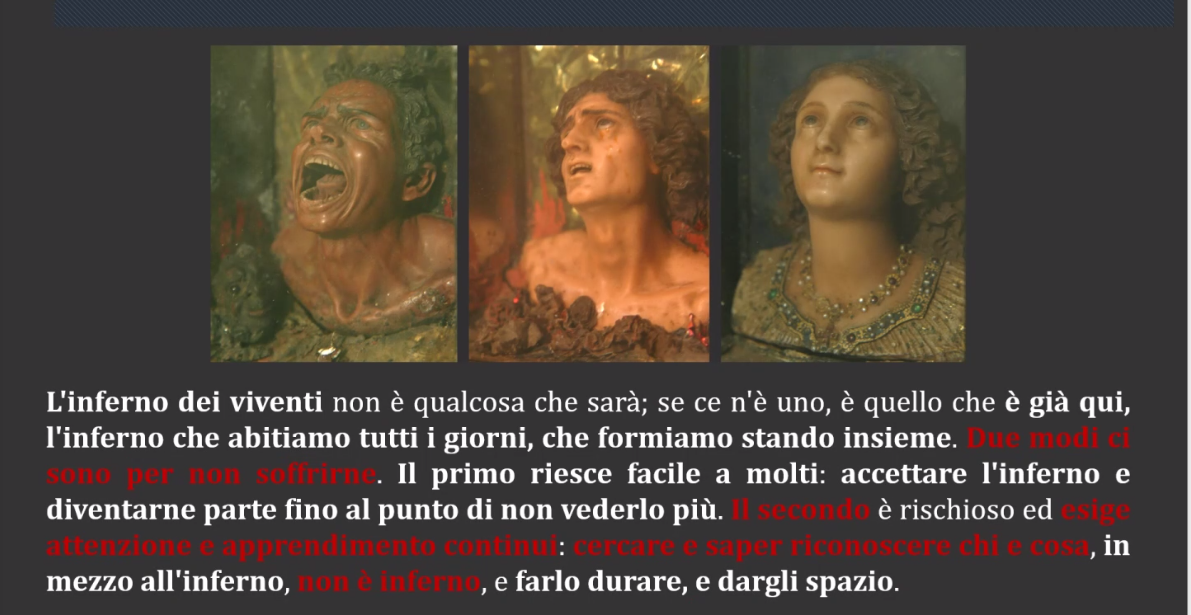 L'inferno dei viventi non è qualcosa che sarà; se ce n'è uno, è quello che è già qui,
l'inferno che abitiamo tutti i giorni, che formiamo stando insieme. Due modi ci
sono per non soffrirne. Il primo riesce facile a molti: accettare l'inferno e
diventarne parte fino al punto di non vederlo più. Il secondo è rischioso ed esige
attenzione e apprendimento continui: cercare e saper riconoscere chi e cosa, in
mezzo all'inferno, non è inferno, e farlo durare, e dargli spazio.